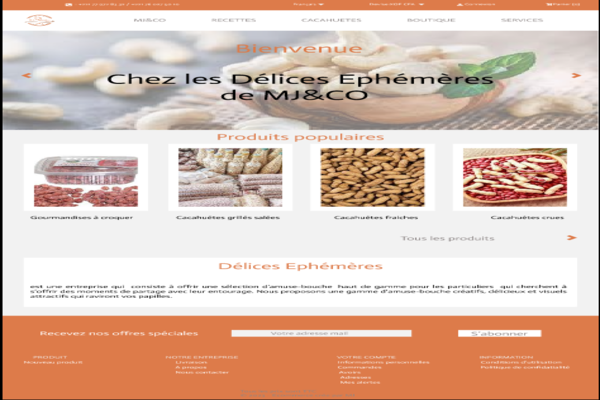 Français
Connexion
MJ&CO RECETTES CACAHUETES BOUTIQUE SERVICES
Bienvenue
Chez les Délices Ephémères
de MJ&CO
Produits populaires
Gourmandises à croquer Cacahuètes grillés salées Cacahuètes fraîches Cacahuètes crues
Tous les produits
Délices Ephémères
est une entreprise qui consiste à offrir une sélection d'amuse-bouche haut de gamme pour les particuliers qui cherchent à
s'offrir des moments de partage avec leur entourage. Nous proposons une gamme d'amuse-bouche créatifs, délicieux et visuels
attractifs qui raviront vos papilles.
Recevez nos offres spéciales Votre adresse mail S'abonner
PRODUIT NOTRE ENTREPRISE VOTRE COMPTE INFORMATION
Nouveau produit Livraison Informations personnelles Conditions d'utilisation
A propos Commandes Politique de confidentialité
Nous contacter Avoirs
Adresses
Mes alertes